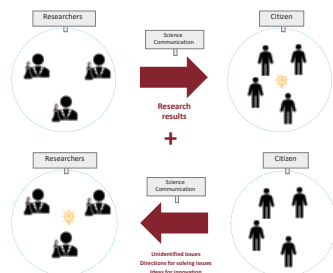 Researchers
Science
Communication
Citizen
Research
results
+
Researchers
Science
Communication
Citizen
Unidentified issues
Directions for solving issues
Ideas for innovation